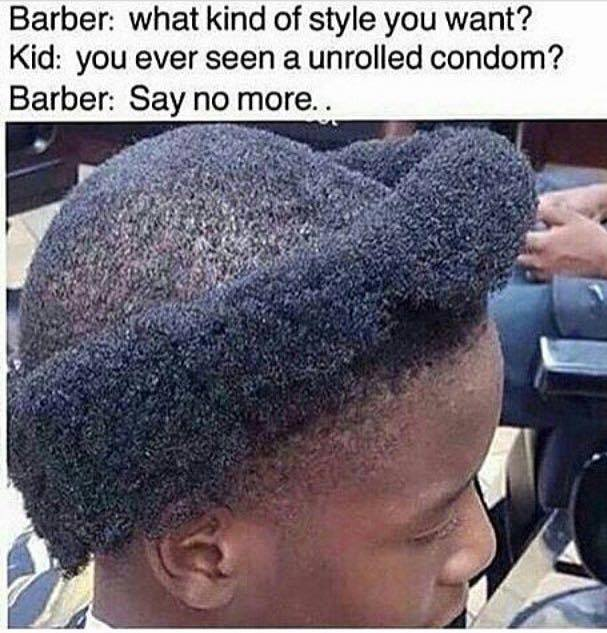 Barber: what kind of style you want?
Kid: you ever seen a unrolled condom?
Barber: Say no more. .